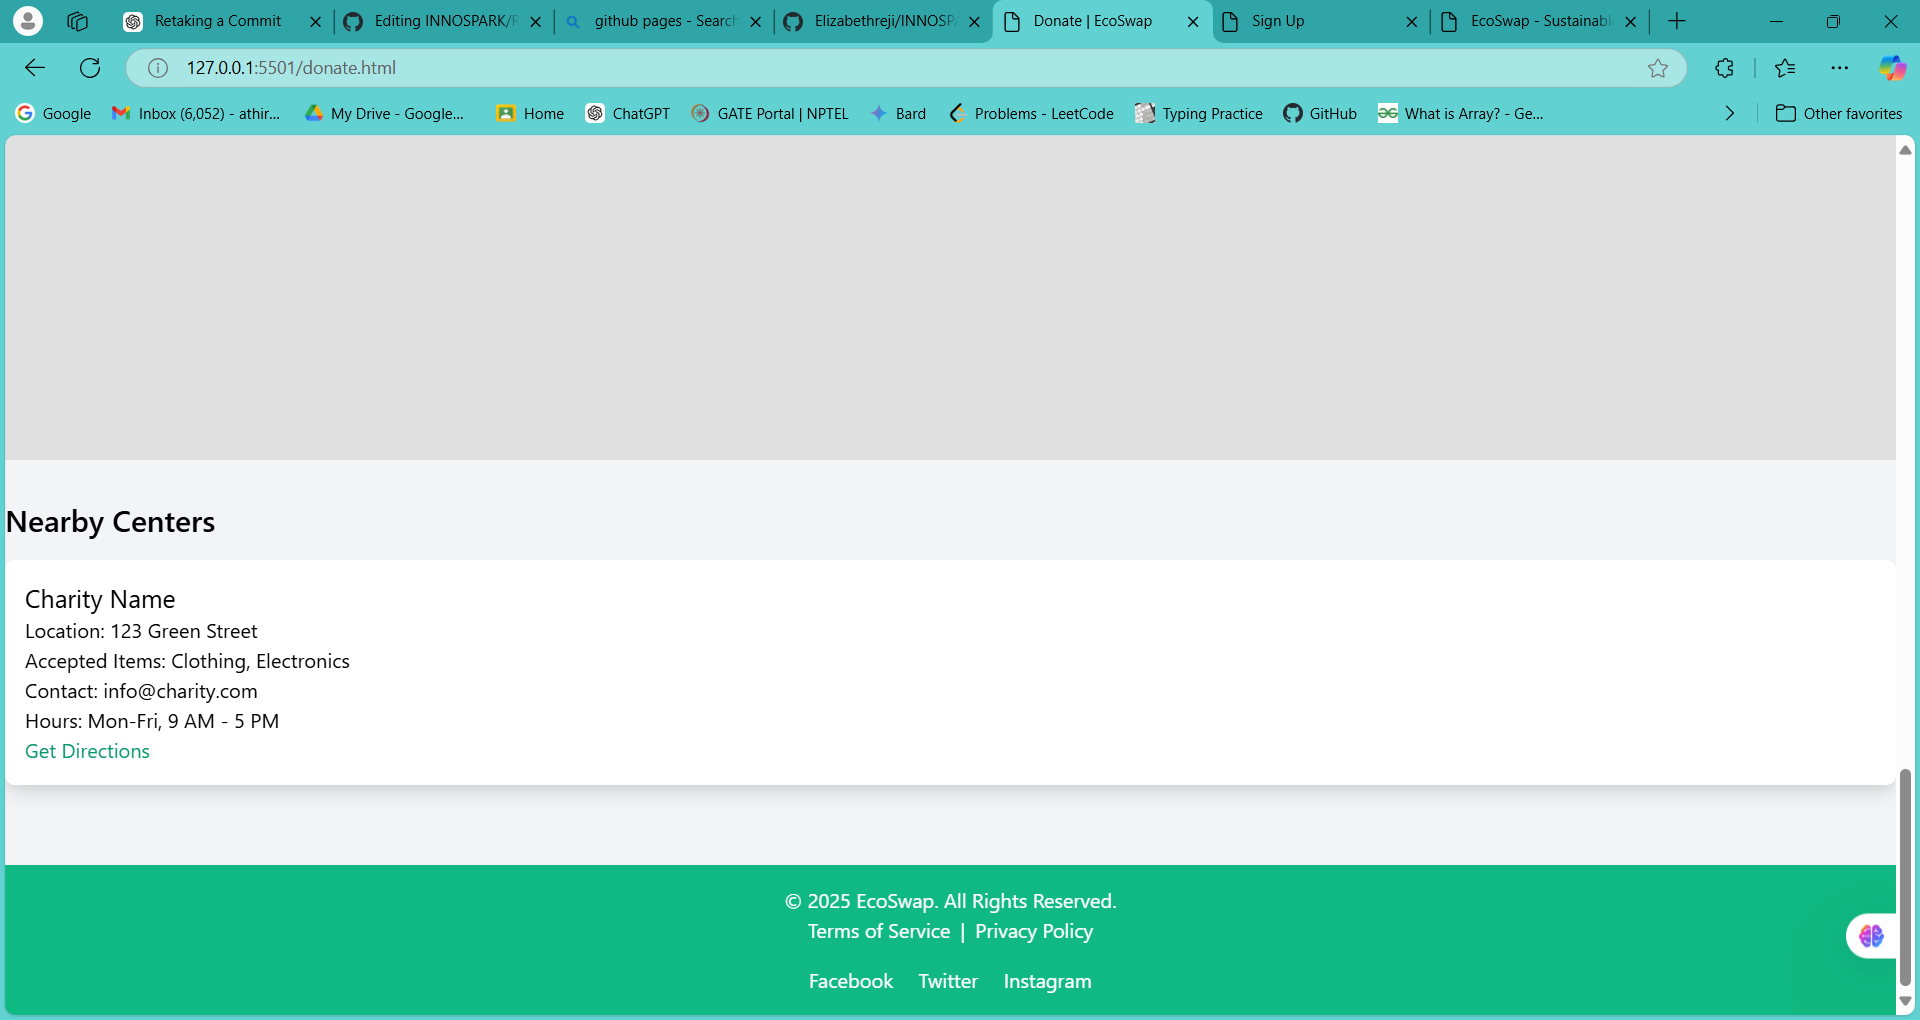 Retaking a Commit
Editing INNOSPARK/R
github pages - Search
Elizabethreji/INNOSPA
Donate | EcoSwap
Sign Up
EcoSwap - Sustainabl
127.0.0.1:5501/donate.html
Google
Inbox (6,052) - athir...
My Drive - Google...
Home
ChatGPT
GATE Portal | NPTEL
Bard
Problems - LeetCode
Typing Practice
GitHub
What is Array? - Ge...
Other favorites
Nearby Centers
Charity Name
Location: 123 Green Street
Accepted Items: Clothing, Electronics
Contact: info@charity.com
Hours: Mon-Fri, 9 AM - 5 PM
Get Directions
© 2025 EcoSwap. All Rights Reserved.
Terms of Service | Privacy Policy
Facebook Twitter Instagram